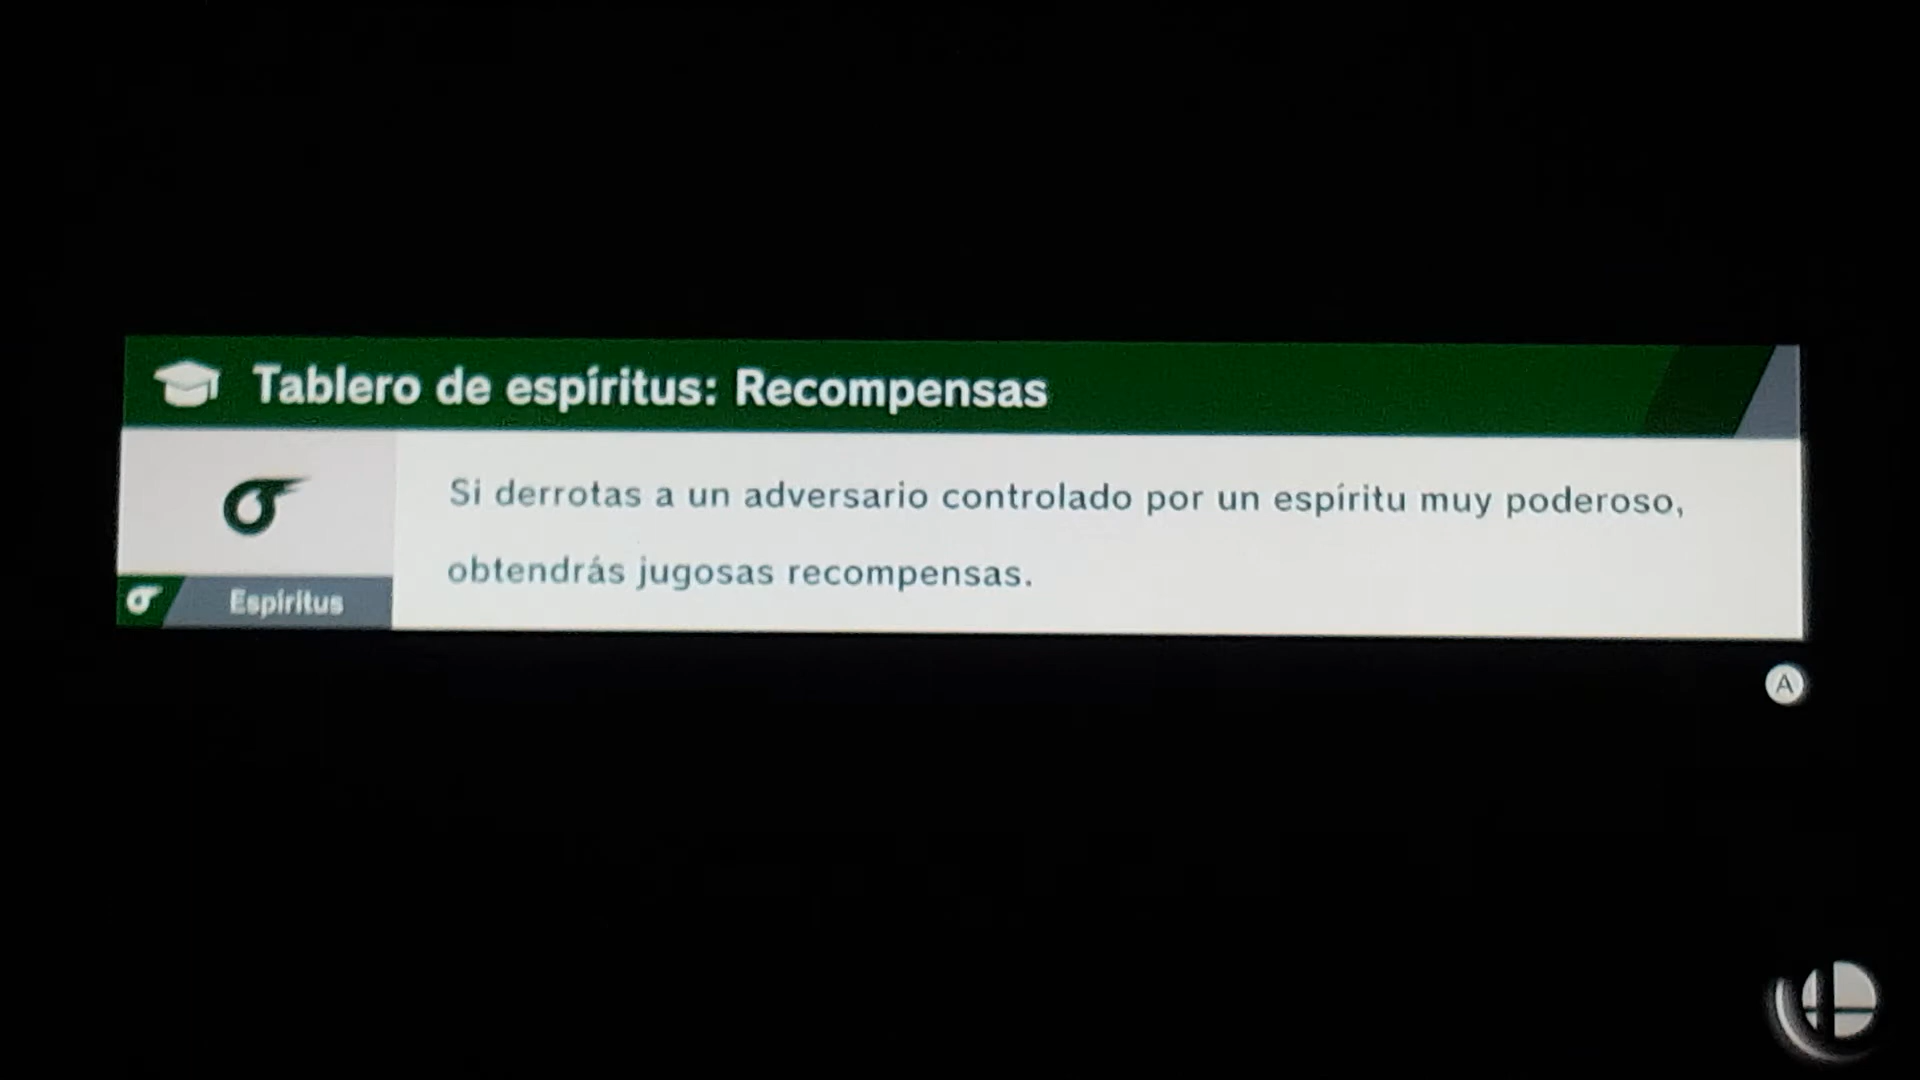 Tablero de espíritus: Recompensas
Si derrotas a un adversario controlado por un espíritu muy poderoso,
obtendrás jugosas recompensas.
Espíritus
A